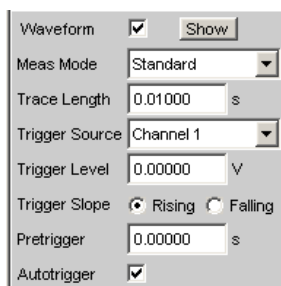 Waveform Show
Meas Mode Standard
Trace Length 0.01000 s
Trigger Source Channel 1
Trigger Level 0.00000 V
Trigger Slope Rising Falling
Pretrigger 0.00000 s
Autotrigger